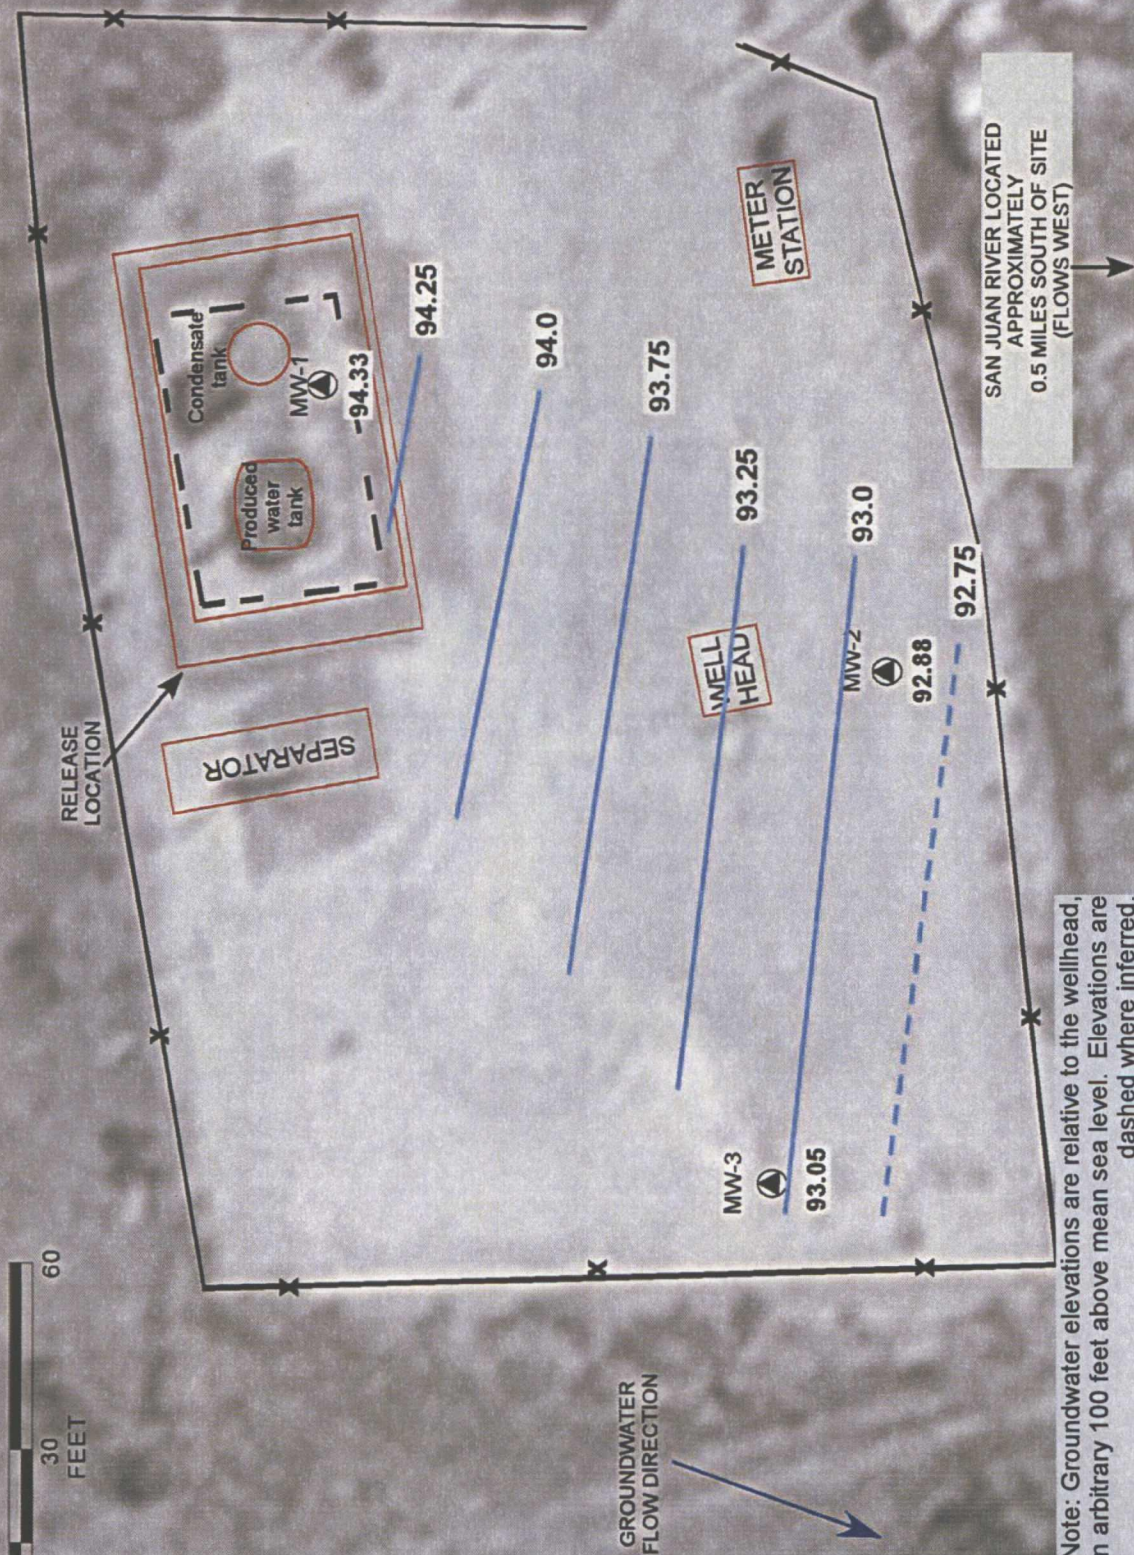 60
30
FEET
RELEASE
LOCATION
SEPARATOR
Produced
water
tank
Condensate
tank
MW-1
94.33
94.25
94.0
93.75
93.25
93.0
92.75
WELL
HEAD
METER
STATION
MW-2
92.88
MW-3
93.05
GROUNDWATER
FLOW DIRECTION
SAN JUAN RIVER LOCATED
APPROXIMATELY
0.5 MILES SOUTH OF SITE
(FLOWS WEST)
Note: Groundwater elevations are relative to the wellhead,
n arbitrary 100 feet above mean sea level. Elevations are
dashed where inferred.